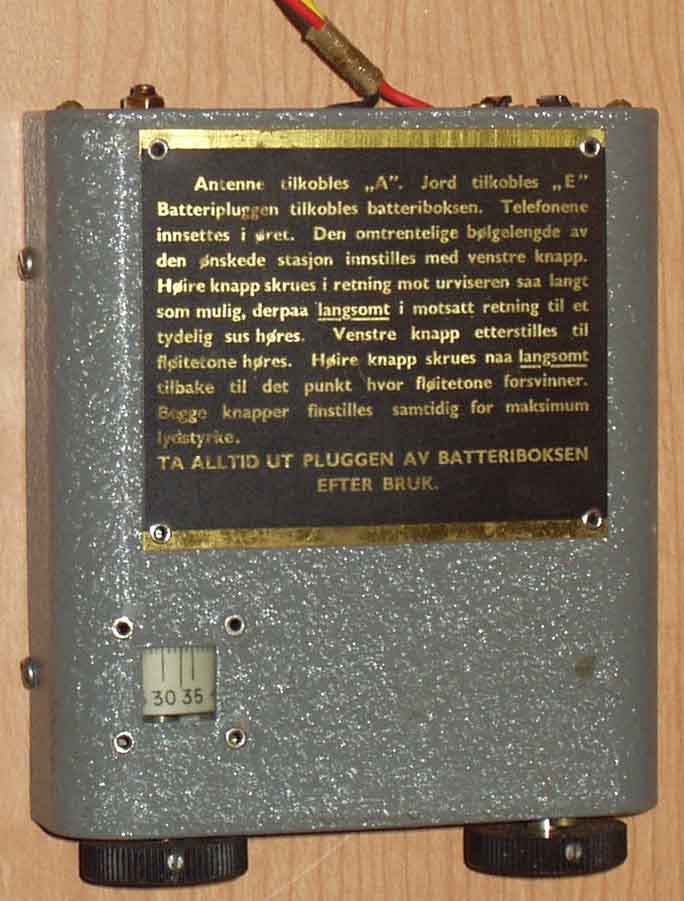 Antenne tilkobles „A”. Jord tilkobles „E”
Batteripluggen tilkobles batteriboksen. Telefonene
innsettes i øret. Den omtrentelige bølgelengde av
den ønskede stasjon innstilles med venstre knapp.
Høire knapp skrues i retning mot urviseren saa langt
som mulig, derpaa langsomt i motsatt retning til et
tydelig sus høres. Venstre knapp etterstilles til
fløitetone høres. Høire knapp skrues naa langsomt
tilbake til det punkt hvor fløitetone forsvinner.
Begge knapper finstilles samtidig for maksimum
lydstyrke.
TA ALLTID UT PLUGGEN AV BATTERIBOKSEN
EFTER BRUK.
30 35